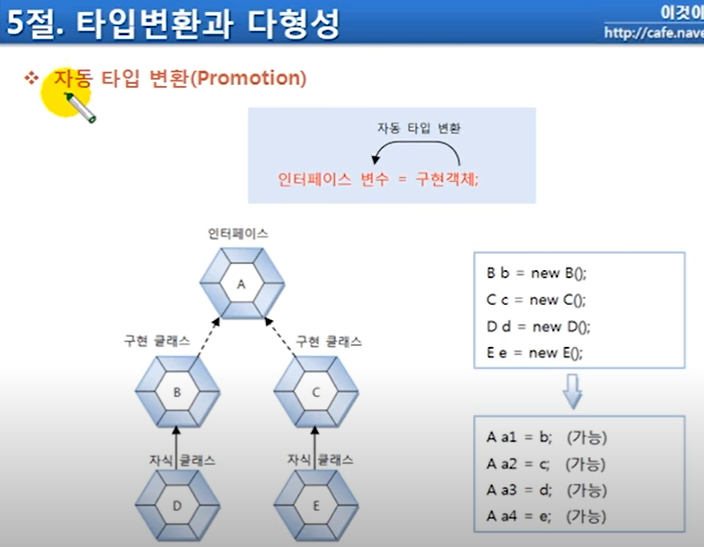 5절. 타입변환과 다형성
이것이
http://cafe.nave
❖ 자동 타입 변환(Promotion)
자동 타입 변환
인터페이스 변수 = 구현객체;
인터페이스
A
구현 클래스
구현 클래스
B
C
자식 클래스
자식 클래스
D
E
B b = new B();
C c = new C();
D d = new D();
E e = new E();
A a1 = b; (가능)
A a2 = c; (가능)
A a3 = d; (가능)
A a4 = e; (가능)